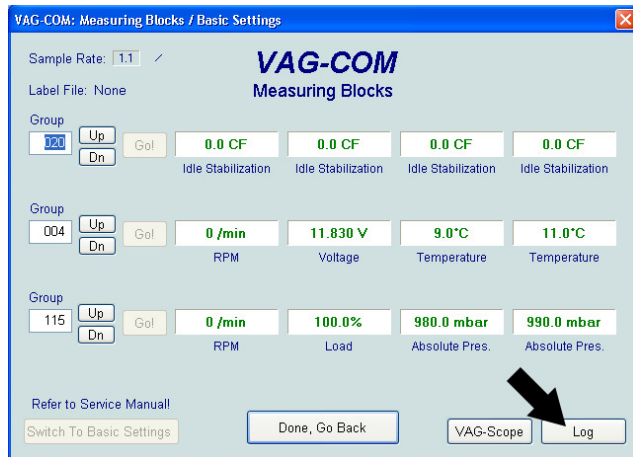 VAG-COM: Measuring Blocks / Basic Settings
Sample Rate: 1.1 /
VAG-COM
Label File: None
Measuring Blocks
Group
020 Up Go! 0.0 CF 0.0 CF 0.0 CF 0.0 CF
Dn Idle Stabilization Idle Stabilization Idle Stabilization Idle Stabilization
Group
004 Up Go! 0 /min 11.830 V 9.0°C 11.0°C
Dn RPM Voltage Temperature Temperature
Group
115 Up Go! 0 /min 100.0% 980.0 mbar 990.0 mbar
Dn RPM Load Absolute Pres. Absolute Pres.
Refer to Service Manual!
Switch To Basic Settings Done, Go Back VAG-Scope Log